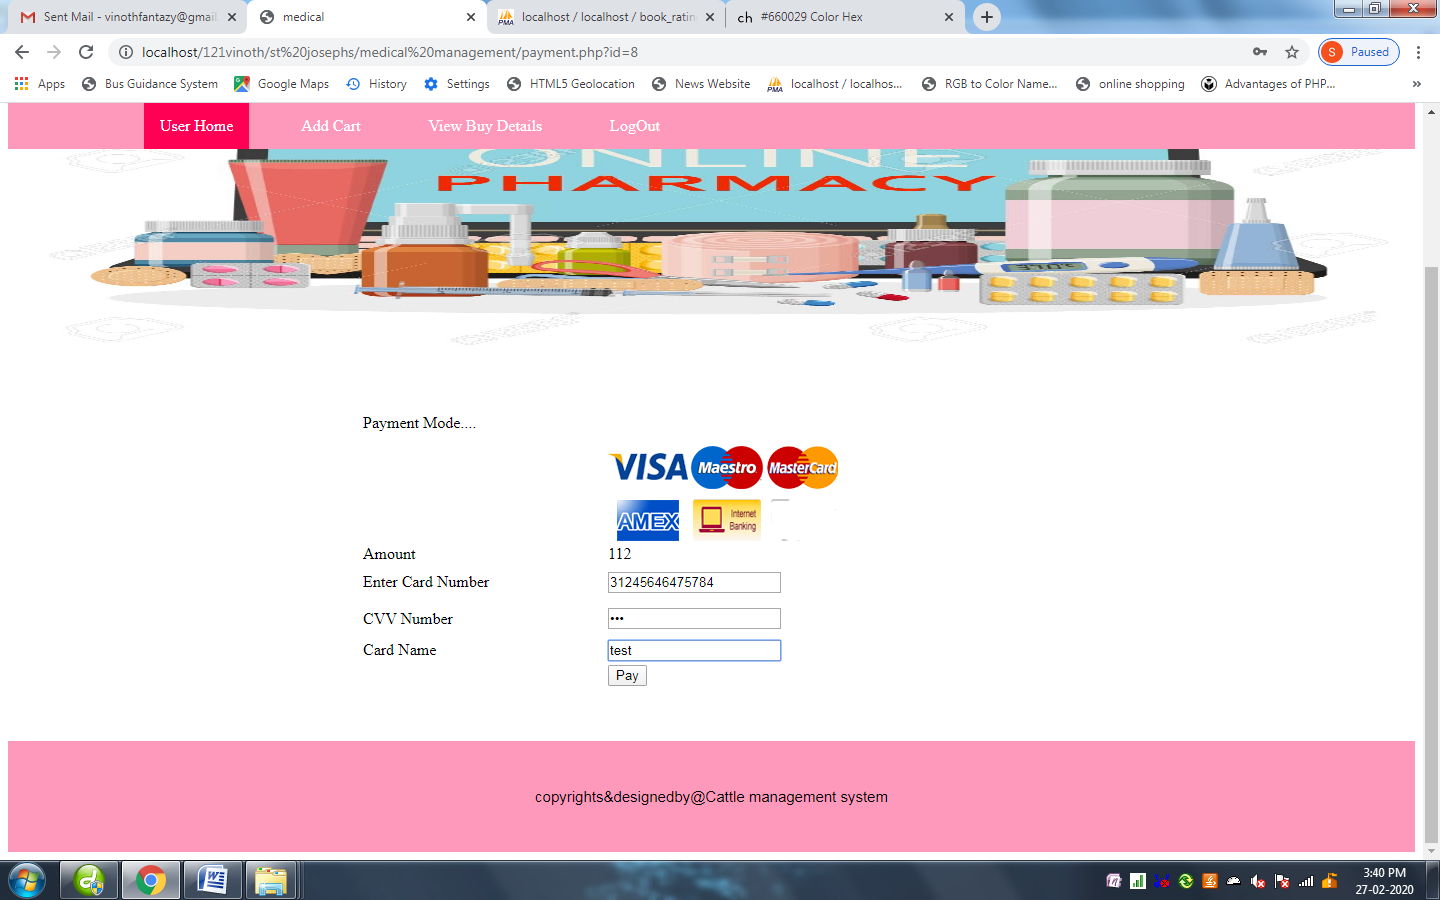 Sent Mail - vinothfantazy@gmail.
medical
localhost / localhost / book_ratin
ch #660029 Color Hex
localhost/121vinoth/st%20josephs/medical%20management/payment.php?id=8
S Paused
Apps Bus Guidance System Google Maps History Settings HTML5 Geolocation News Website PMA localhost / localhos... RGB to Color Name... online shopping Advantages of PHP... »
User Home Add Cart View Buy Details LogOut
ONLINE
PHARMACY
Payment Mode....
VISA Maestro MasterCard
AMEX Internet Banking
Amount 112
Enter Card Number 31245646475784
CVV Number •••
Card Name test
Pay
copyrights&designedby@Cattle management system
3:40 PM
27-02-2020